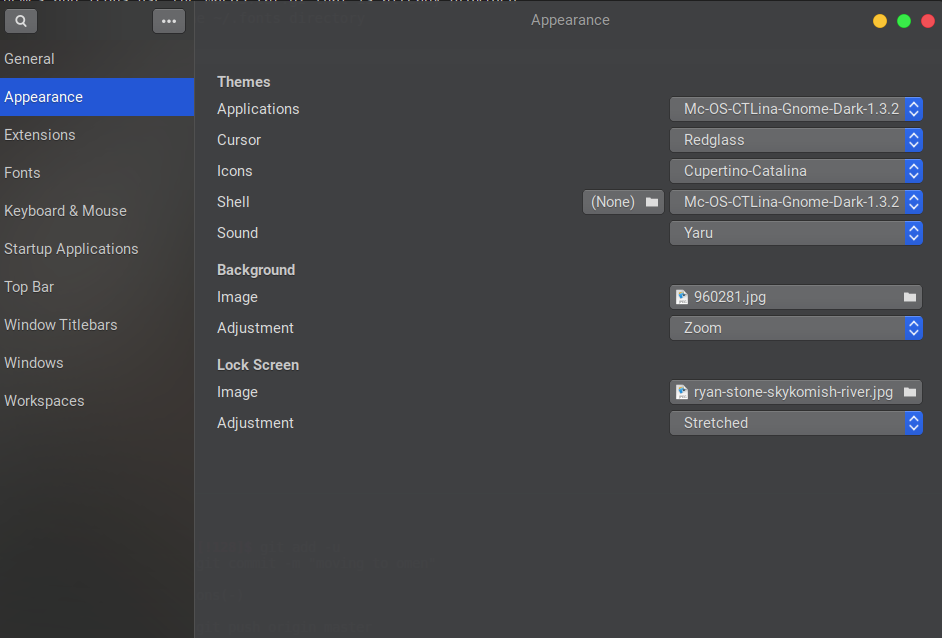 Appearance
General
Appearance
Extensions
Fonts
Keyboard & Mouse
Startup Applications
Top Bar
Window Titlebars
Windows
Workspaces
Themes
Applications Mc-OS-CTLina-Gnome-Dark-1.3.2
Cursor Redglass
Icons Cupertino-Catalina
Shell (None) Mc-OS-CTLina-Gnome-Dark-1.3.2
Sound Yaru
Background
Image 960281.jpg
Adjustment Zoom
Lock Screen
Image ryan-stone-skykomish-river.jpg
Adjustment Stretched